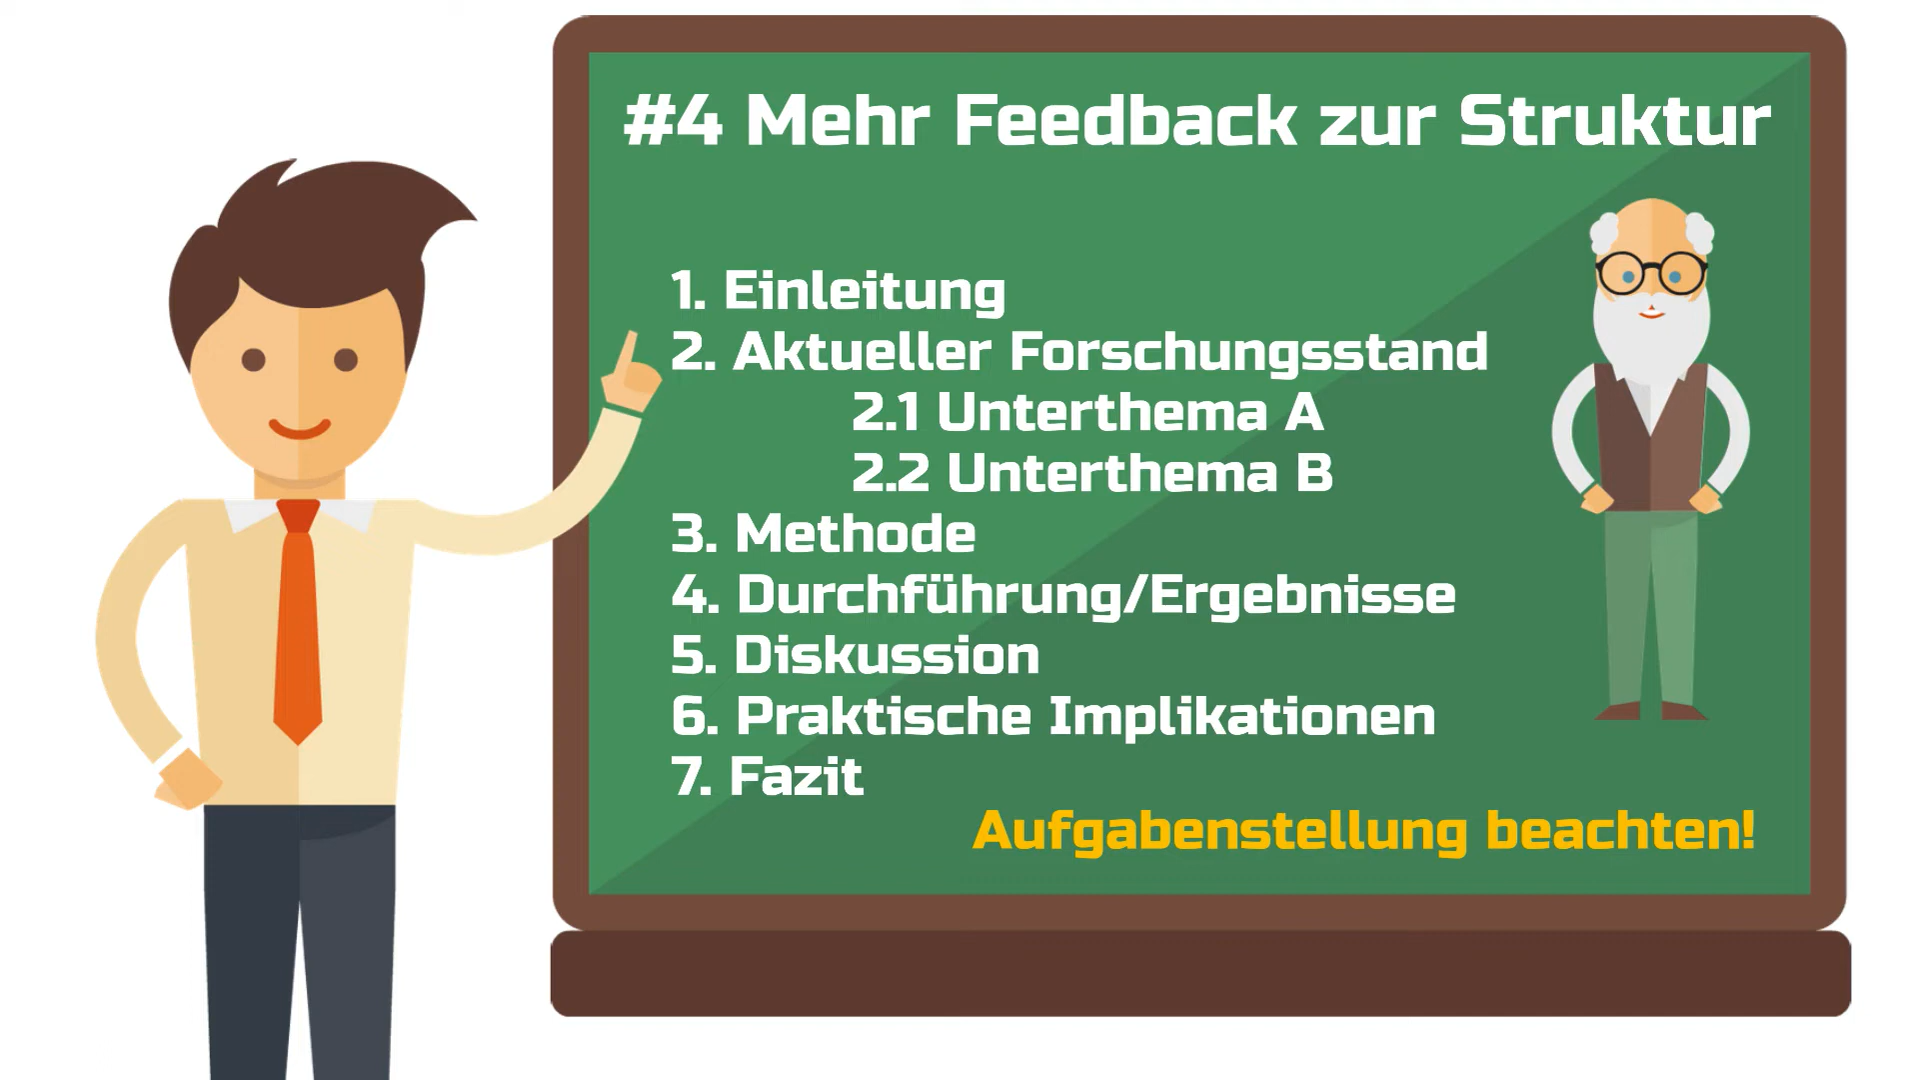 #4 Mehr Feedback zur Struktur
1. Einleitung
2. Aktueller Forschungsstand
2.1 Unterthema A
2.2 Unterthema B
3. Methode
4. Durchführung/Ergebnisse
5. Diskussion
6. Praktische Implikationen
7. Fazit
Aufgabenstellung beachten!